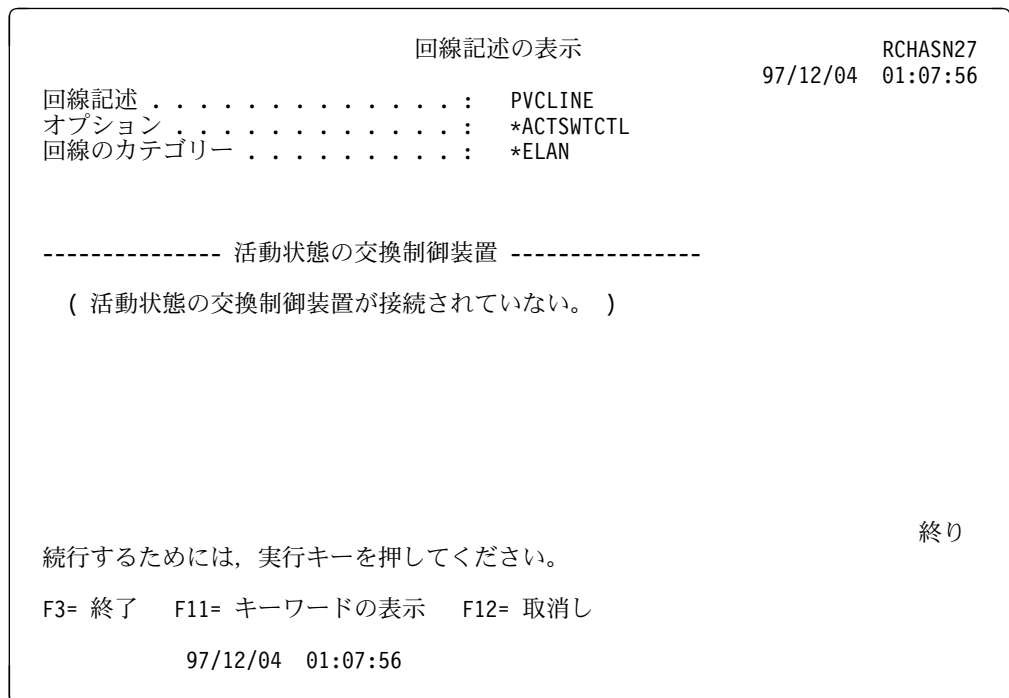 回線記述の表示 RCHASN27
97/12/04 01:07:56
回線記述 . . . . . . . . . . . . . . : PVCLINE
オプション . . . . . . . . . . . . . : *ACTSWTCTL
回線のカテゴリー . . . . . . . . . . : *ELAN
--------------- 活動状態の交換制御装置 ----------------
( 活動状態の交換制御装置が接続されていない。 )
終り
続行するためには，実行キーを押してください。
F3= 終了 F11= キーワードの表示 F12= 取消し
97/12/04 01:07:56